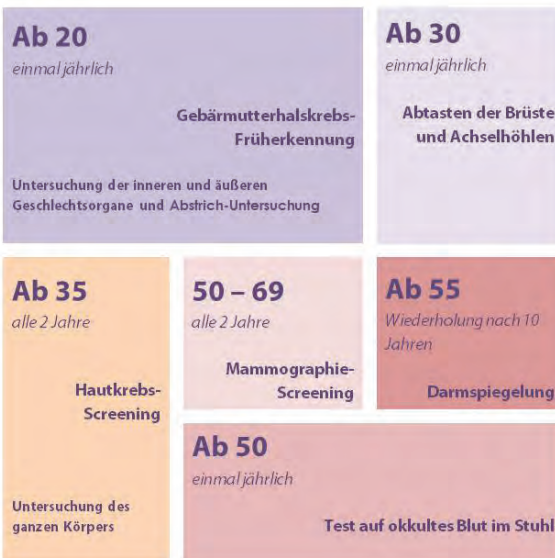 Ab 20
einmal jährlich
Gebärmutterhalskrebs-
Früherkennung
Untersuchung der inneren und äußeren
Geschlechtsorgane und Abstrich-Untersuchung
Ab 30
einmal jährlich
Abtasten der Brüste
und Achselhöhlen
Ab 35
alle 2 Jahre
Hautkrebs-
Screening
Untersuchung des
ganzen Körpers
50 – 69
alle 2 Jahre
Mammographie-
Screening
Ab 55
Wiederholung nach 10
Jahren
Darmspiegelung
Ab 50
einmal jährlich
Test auf okkultes Blut im Stuhl